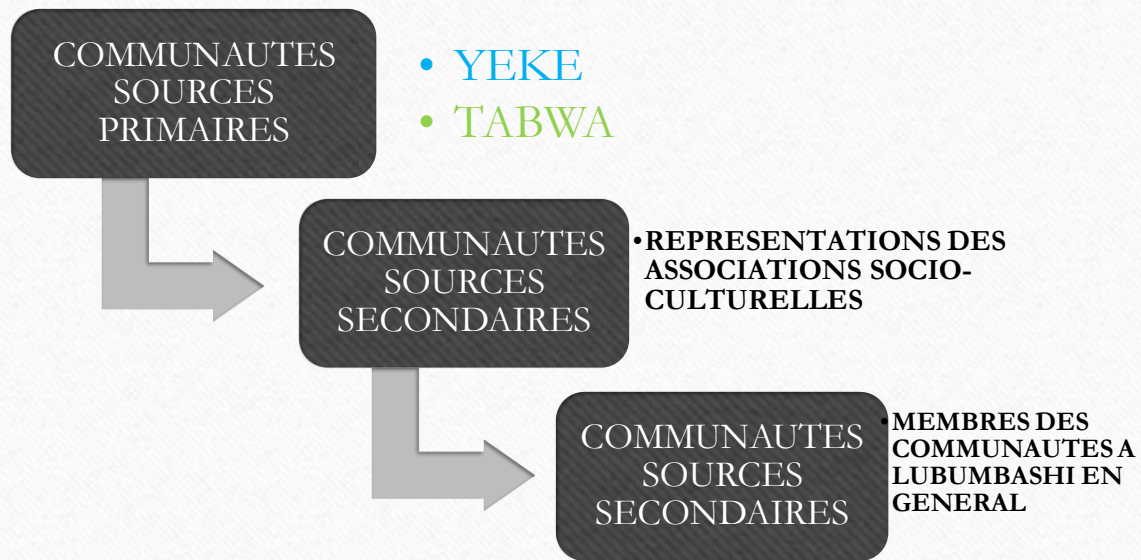 COMMUNAUTES
SOURCES
PRIMAIRES
• YEKE
• TABWA
COMMUNAUTES
SOURCES
SECONDAIRES
•REPRESENTATIONS DES
ASSOCIATIONS SOCIO-
CULTURELLES
COMMUNAUTES
SOURCES
SECONDAIRES
•MEMBRES DES
COMMUNAUTES A
LUBUMBASHI EN
GENERAL